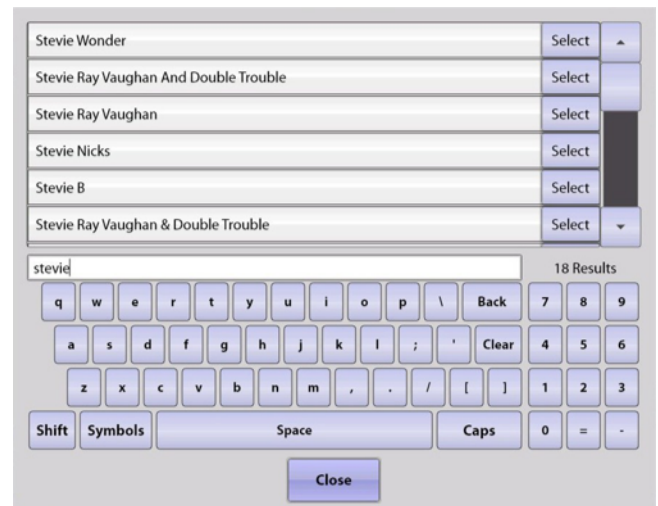 Stevie Wonder Select
Stevie Ray Vaughan And Double Trouble Select
Stevie Ray Vaughan Select
Stevie Nicks Select
Stevie B Select
Stevie Ray Vaughan & Double Trouble Select
stevie 18 Results
q w e r t y u i o p \ Back 7 8 9
a s d f g h j k l ; ' Clear 4 5 6
z x c v b n m , . / [ ] 1 2 3
Shift Symbols Space Caps 0 = -
Close